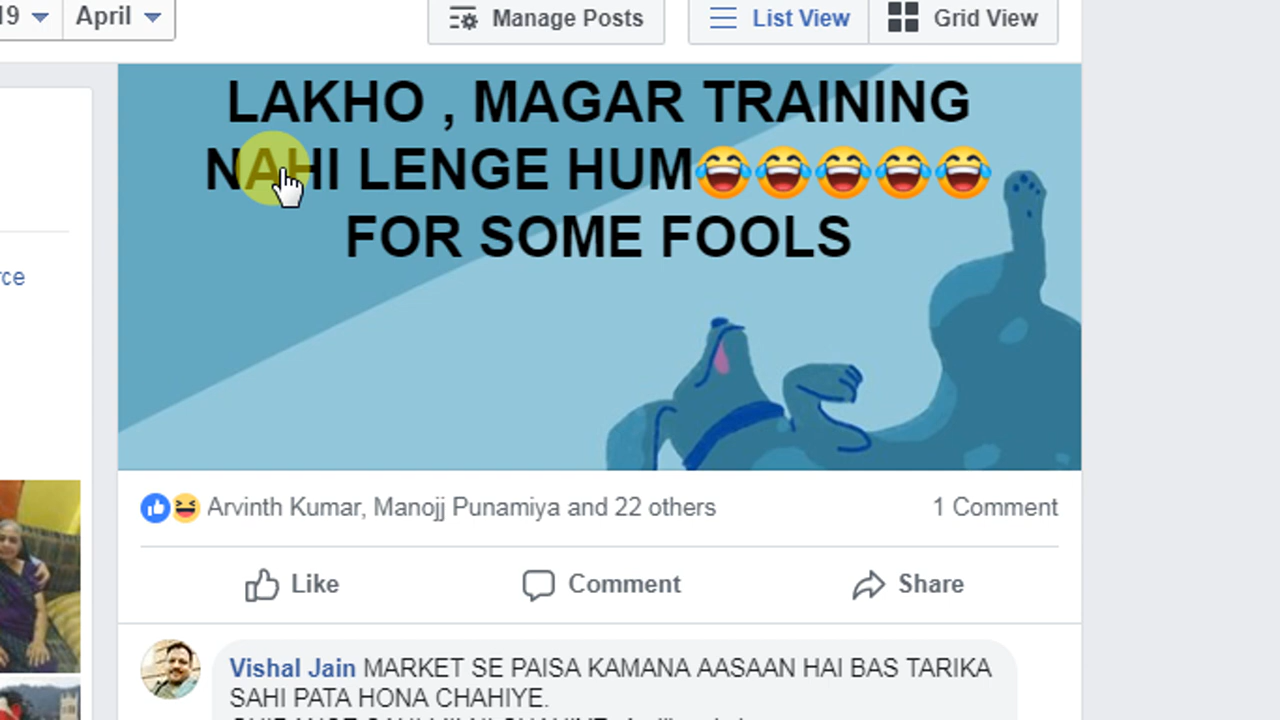 19 April
Manage Posts
List View
Grid View
LAKHO , MAGAR TRAINING
NAHI LENGE HUM😂😂😂😂😂
FOR SOME FOOLS
rce
Arvinth Kumar, Manojj Punamiya and 22 others
1 Comment
Like
Comment
Share
Vishal Jain MARKET SE PAISA KAMANA AASAAN HAI BAS TARIKA
SAHI PATA HONA CHAHIYE.